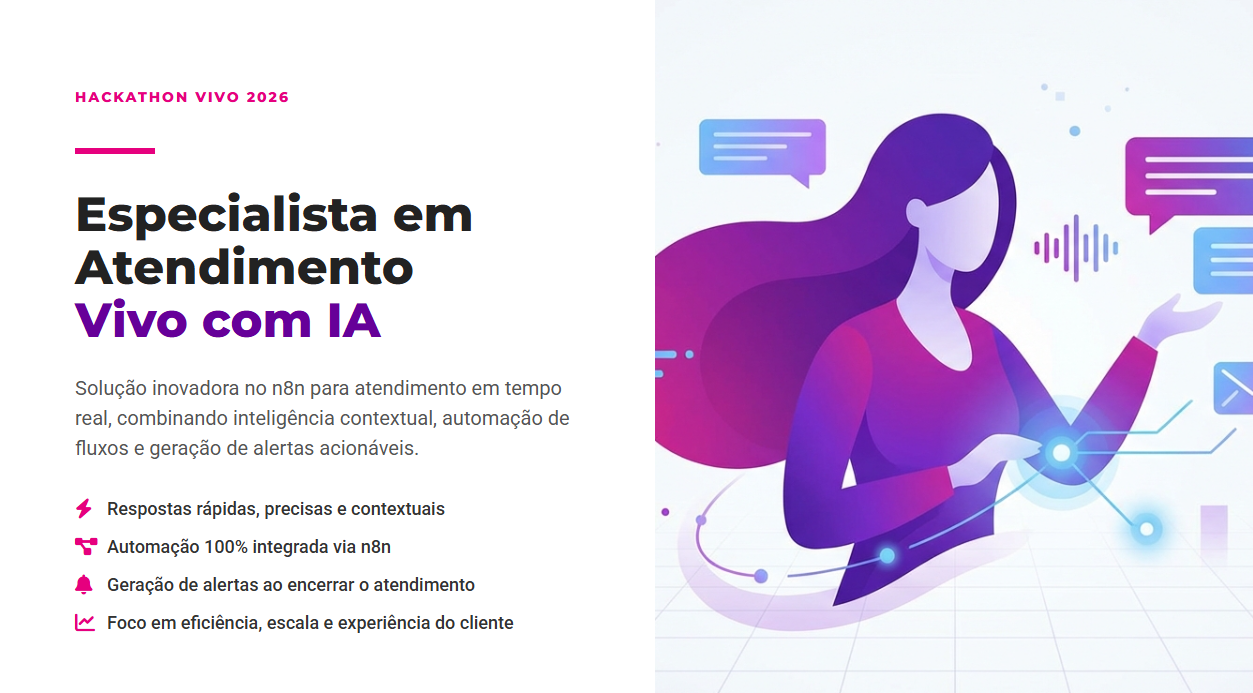 HACKATHON VIVO 2026
Especialista em
Atendimento
Vivo com IA
Solução inovadora no n8n para atendimento em tempo
real, combinando inteligência contextual, automação de
fluxos e geração de alertas acionáveis.
Respostas rápidas, precisas e contextuais
Automação 100% integrada via n8n
Geração de alertas ao encerrar o atendimento
Foco em eficiência, escala e experiência do cliente